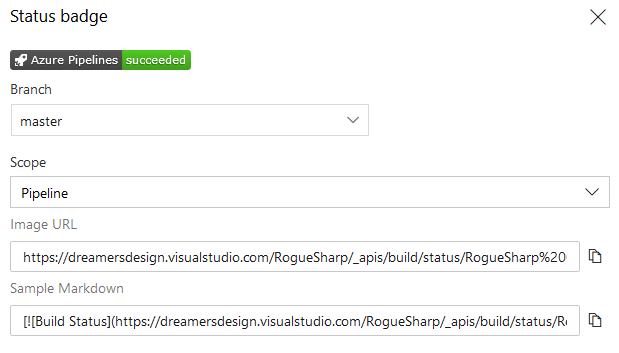 Status badge
Azure Pipelines succeeded
Branch
master
Scope
Pipeline
Image URL
https://dreamersdesign.visualstudio.com/RogueSharp/_apis/build/status/RogueSharp%20
Sample Markdown
[![Build Status](https://dreamersdesign.visualstudio.com/RogueSharp/_apis/build/status/Ro